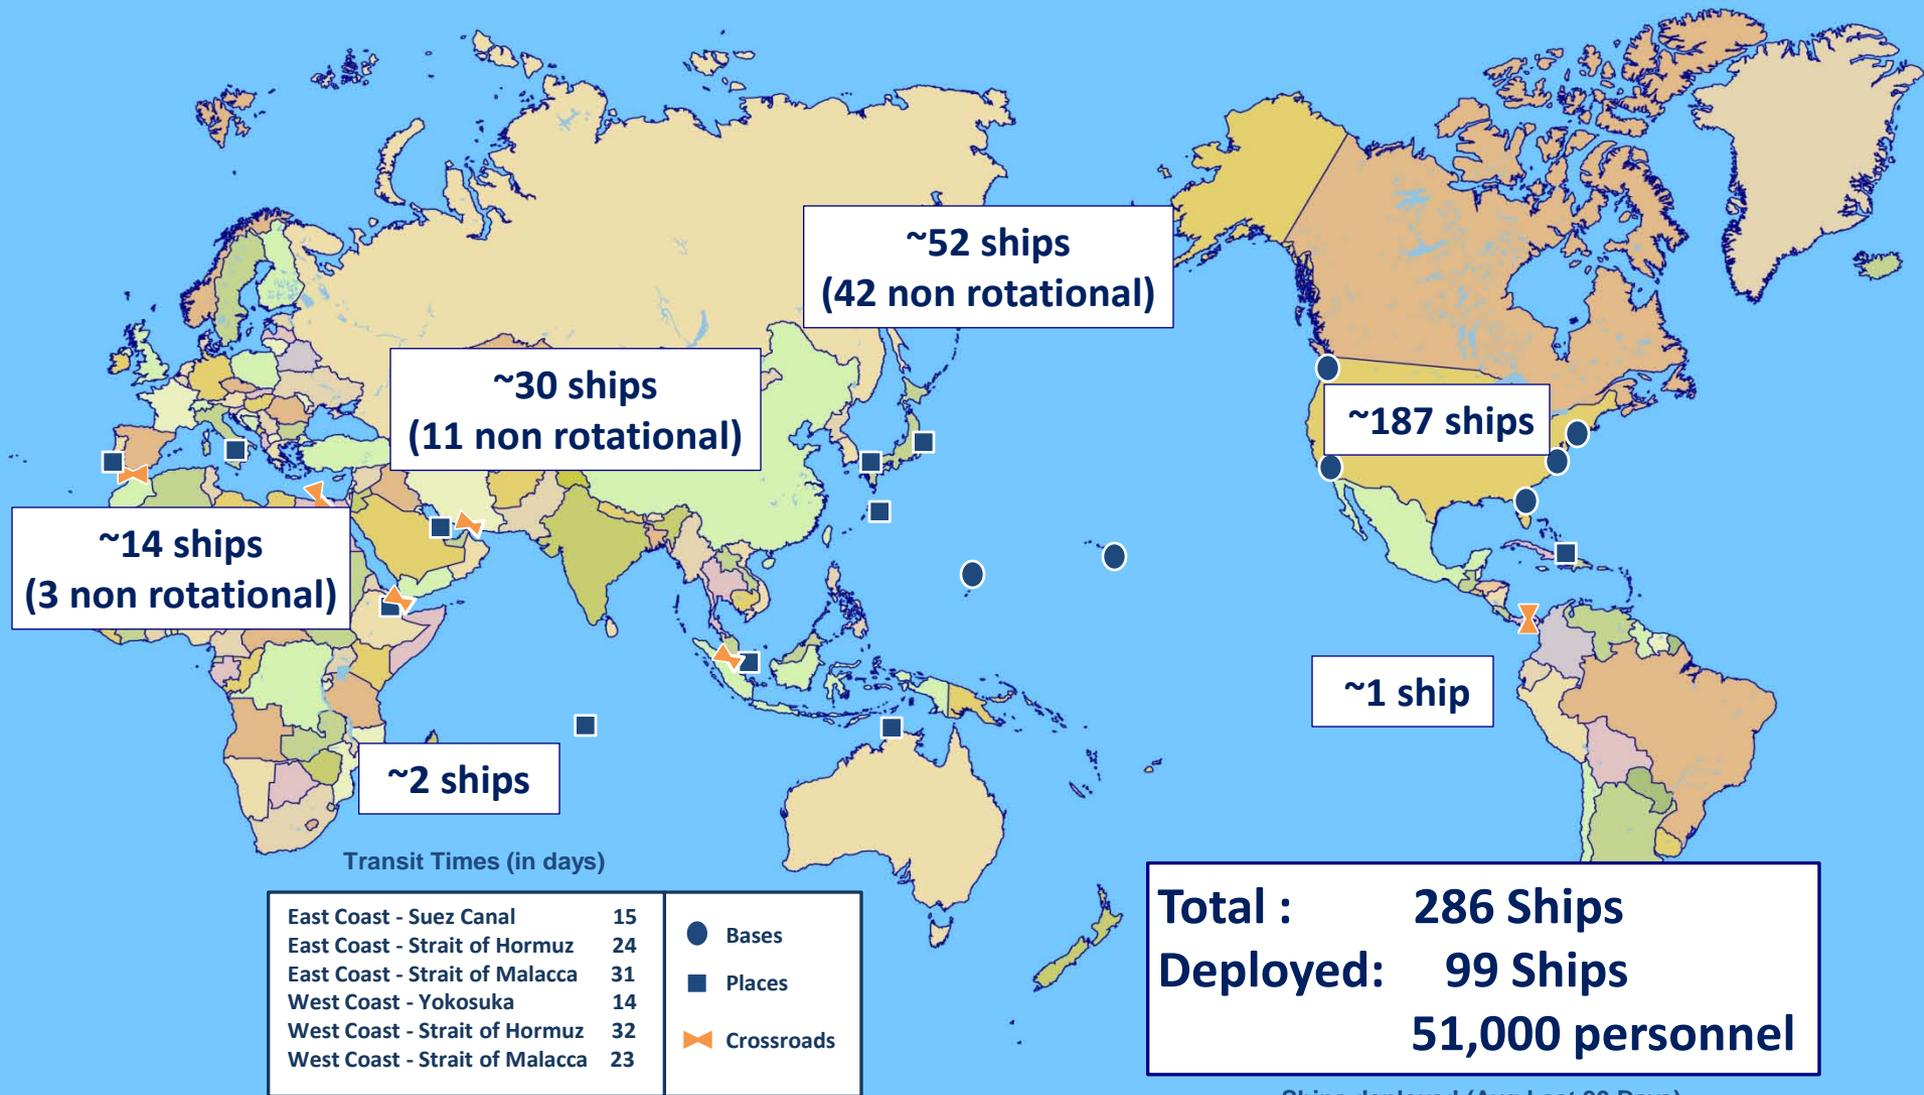 ~52 ships
(42 non rotational)
~30 ships
(11 non rotational)
~187 ships
~14 ships
(3 non rotational)
~1 ship
~2 ships
Transit Times (in days)
East Coast - Suez Canal 15
East Coast - Strait of Hormuz 24
East Coast - Strait of Malacca 31
West Coast - Yokosuka 14
West Coast - Strait of Hormuz 32
West Coast - Strait of Malacca 23
Bases
Places
Crossroads
Total : 286 Ships
Deployed: 99 Ships
51,000 personnel